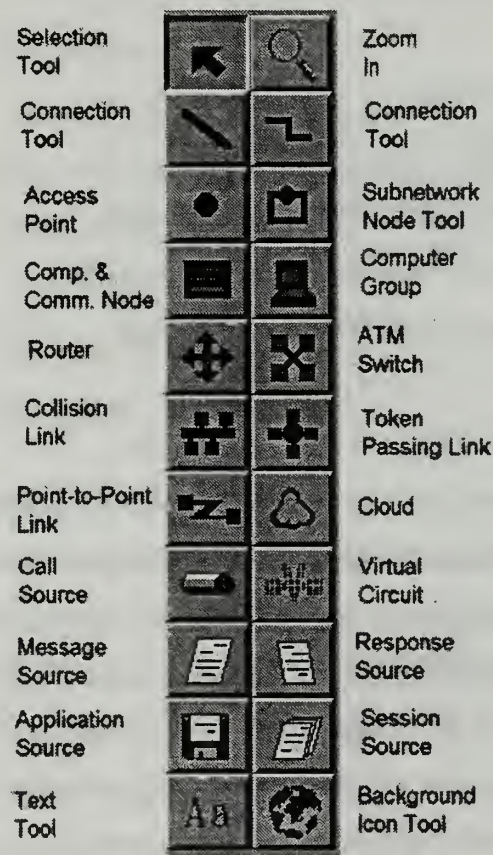 Selection
Tool
Zoom
In
Connection
Tool
Connection
Tool
Access
Point
Subnetwork
Node Tool
Comp. &
Comm. Node
Computer
Group
Router
ATM
Switch
Collision
Link
Token
Passing Link
Point-to-Point
Link
Cloud
Call
Source
Virtual
Circuit
Message
Source
Response
Source
Application
Source
Session
Source
Text
Tool
Aa
Background
Icon Tool